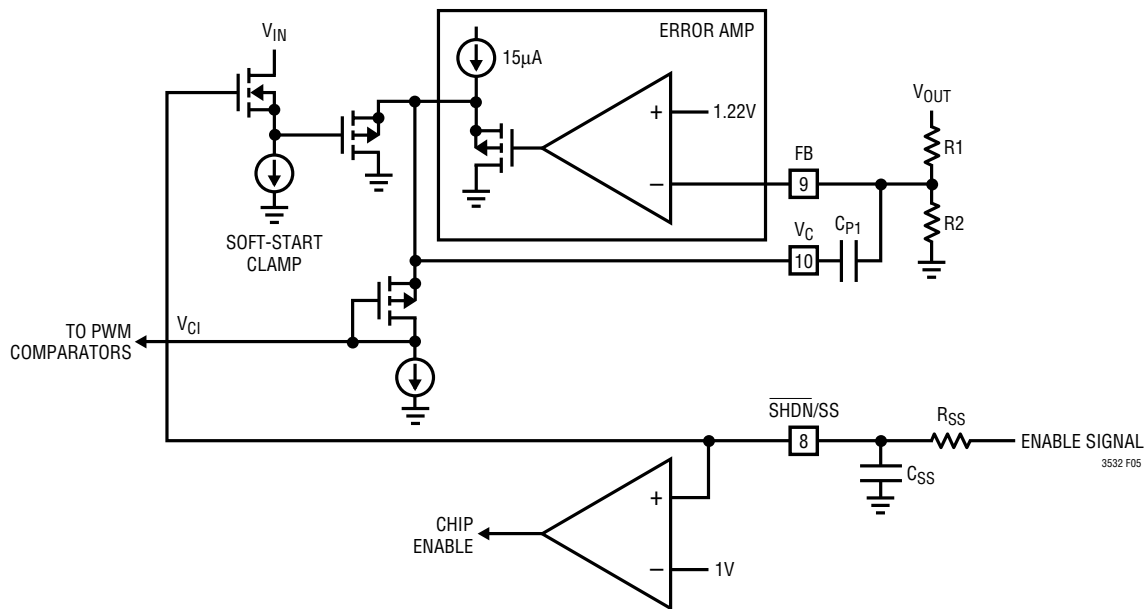 ERROR AMP
V_IN
15µA
V_OUT
+
1.22V
R1
FB
9
−
R2
V_C
C_P1
10
SOFT-START
CLAMP
V_CI
TO PWM
COMPARATORS
S̅H̅D̅N̅/SS
8
R_SS
ENABLE SIGNAL
3532 F05
C_SS
+
CHIP
ENABLE
−
1V